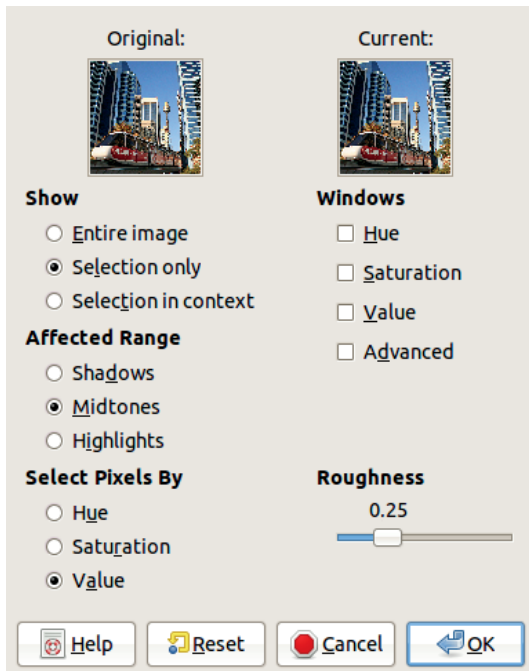 Original:
Current:
Show
Entire image
Selection only
Selection in context
Windows
Hue
Saturation
Value
Advanced
Affected Range
Shadows
Midtones
Highlights
Select Pixels By
Hue
Saturation
Value
Roughness
0.25
Help
Reset
Cancel
OK